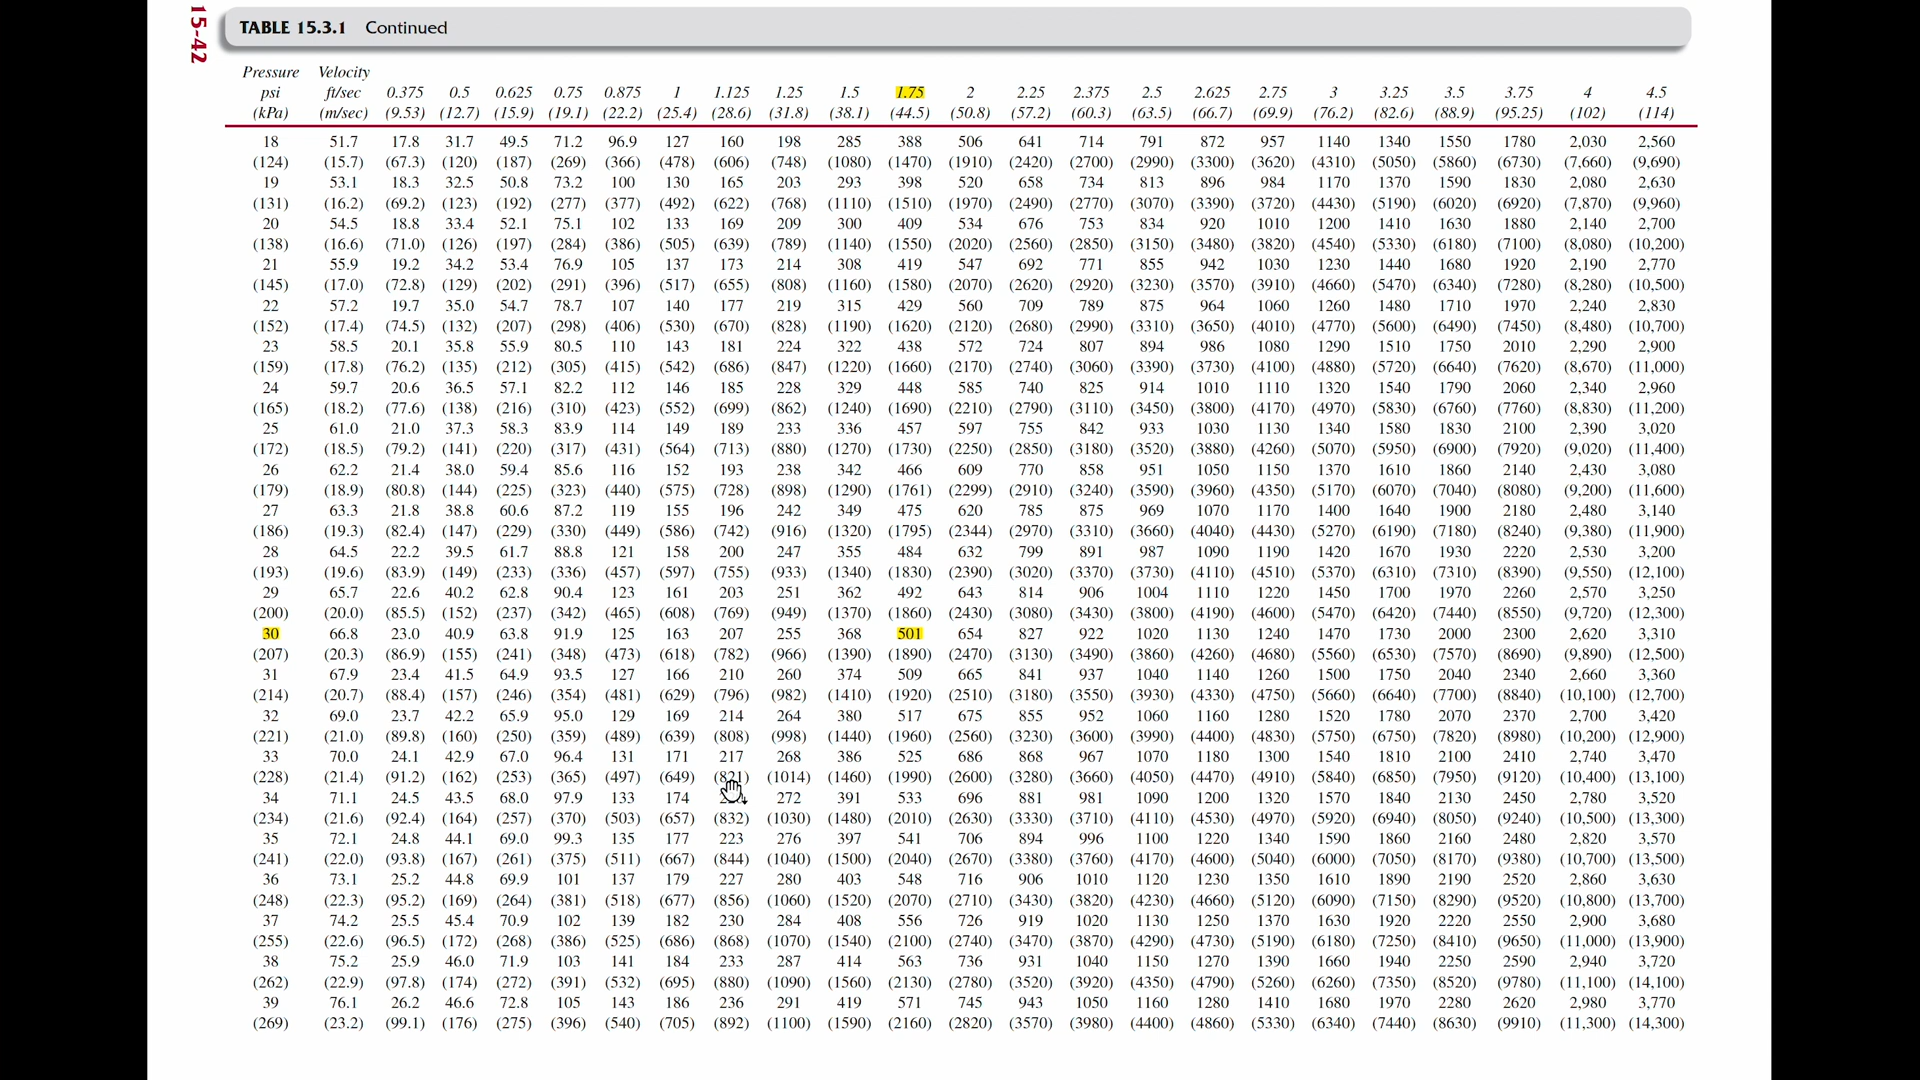 15-42
TABLE 15.3.1 Continued
Pressure Velocity
psi ft/sec 0.375 0.5 0.625 0.75 0.875 1 1.125 1.25 1.5 1.75 2 2.25 2.375 2.5 2.625 2.75 3 3.25 3.5 3.75 4 4.5
(kPa) (m/sec) (9.53) (12.7) (15.9) (19.1) (22.2) (25.4) (28.6) (31.8) (38.1) (44.5) (50.8) (57.2) (60.3) (63.5) (66.7) (69.9) (76.2) (82.6) (88.9) (95.25) (102) (114)
18 51.7 17.8 31.7 49.5 71.2 96.9 127 160 198 285 388 506 641 714 791 872 957 1140 1340 1550 1780 2,030 2,560
(124) (15.7) (67.3) (120) (187) (269) (366) (478) (606) (748) (1080) (1470) (1910) (2420) (2700) (2990) (3300) (3620) (4310) (5050) (5860) (6730) (7,660) (9,690)
19 53.1 18.3 32.5 50.8 73.2 100 130 165 203 293 398 520 658 734 813 896 984 1170 1370 1590 1830 2,080 2,630
(131) (16.2) (69.2) (123) (192) (277) (377) (492) (622) (768) (1110) (1510) (1970) (2490) (2770) (3070) (3390) (3720) (4430) (5190) (6020) (6920) (7,870) (9,960)
20 54.5 18.8 33.4 52.1 75.1 102 133 169 209 300 409 534 676 753 834 920 1010 1200 1410 1630 1880 2,140 2,700
(138) (16.6) (71.0) (126) (197) (284) (386) (505) (639) (789) (1140) (1550) (2020) (2560) (2850) (3150) (3480) (3820) (4540) (5330) (6180) (7100) (8,080) (10,200)
21 55.9 19.2 34.2 53.4 76.9 105 137 173 214 308 419 547 692 771 855 942 1030 1230 1440 1680 1920 2,190 2,770
(145) (17.0) (72.8) (129) (202) (291) (396) (517) (655) (808) (1160) (1580) (2070) (2620) (2920) (3230) (3570) (3910) (4660) (5470) (6340) (7280) (8,280) (10,500)
22 57.2 19.7 35.0 54.7 78.7 107 140 177 219 315 429 560 709 789 875 964 1060 1260 1480 1710 1970 2,240 2,830
(152) (17.4) (74.5) (132) (207) (298) (406) (530) (670) (828) (1190) (1620) (2120) (2680) (2990) (3310) (3650) (4010) (4770) (5600) (6490) (7450) (8,480) (10,700)
23 58.5 20.1 35.8 55.9 80.5 110 143 181 224 322 438 572 724 807 894 986 1080 1290 1510 1750 2010 2,290 2,900
(159) (17.8) (76.2) (135) (212) (305) (415) (542) (686) (847) (1220) (1660) (2170) (2740) (3060) (3390) (3730) (4100) (4880) (5720) (6640) (7620) (8,670) (11,000)
24 59.7 20.6 36.5 57.1 82.2 112 146 185 228 329 448 585 740 825 914 1010 1110 1320 1540 1790 2060 2,340 2,960
(165) (18.2) (77.6) (138) (216) (310) (423) (552) (699) (862) (1240) (1690) (2210) (2790) (3110) (3450) (3800) (4170) (4970) (5830) (6760) (7760) (8,830) (11,200)
25 61.0 21.0 37.3 58.3 83.9 114 149 189 233 336 457 597 755 842 933 1030 1130 1340 1580 1830 2100 2,390 3,020
(172) (18.5) (79.2) (141) (220) (317) (431) (564) (713) (880) (1270) (1730) (2250) (2850) (3180) (3520) (3880) (4260) (5070) (5950) (6900) (7920) (9,020) (11,400)
26 62.2 21.4 38.0 59.4 85.6 116 152 193 238 342 466 609 770 858 951 1050 1150 1370 1610 1860 2140 2,430 3,080
(179) (18.9) (80.8) (144) (225) (323) (440) (575) (728) (898) (1290) (1761) (2299) (2910) (3240) (3590) (3960) (4350) (5170) (6070) (7040) (8080) (9,200) (11,600)
27 63.3 21.8 38.8 60.6 87.2 119 155 196 242 349 475 620 785 875 969 1070 1170 1400 1640 1900 2180 2,480 3,140
(186) (19.3) (82.4) (147) (229) (330) (449) (586) (742) (916) (1320) (1795) (2344) (2970) (3310) (3660) (4040) (4430) (5270) (6190) (7180) (8240) (9,380) (11,900)
28 64.5 22.2 39.5 61.7 88.8 121 158 200 247 355 484 632 799 891 987 1090 1190 1420 1670 1930 2220 2,530 3,200
(193) (19.6) (83.9) (149) (233) (336) (457) (597) (755) (933) (1340) (1830) (2390) (3020) (3370) (3730) (4110) (4510) (5370) (6310) (7310) (8390) (9,550) (12,100)
29 65.7 22.6 40.2 62.8 90.4 123 161 203 251 362 492 643 814 906 1004 1110 1220 1450 1700 1970 2260 2,570 3,250
(200) (20.0) (85.5) (152) (237) (342) (465) (608) (769) (949) (1370) (1860) (2430) (3080) (3430) (3800) (4190) (4600) (5470) (6420) (7440) (8550) (9,720) (12,300)
30 66.8 23.0 40.9 63.8 91.9 125 163 207 255 368 501 654 827 922 1020 1130 1240 1470 1730 2000 2300 2,620 3,310
(207) (20.3) (86.9) (155) (241) (348) (473) (618) (782) (966) (1390) (1890) (2470) (3130) (3490) (3860) (4260) (4680) (5560) (6530) (7570) (8690) (9,890) (12,500)
31 67.9 23.4 41.5 64.9 93.5 127 166 210 260 374 509 665 841 937 1040 1140 1260 1500 1750 2040 2340 2,660 3,360
(214) (20.7) (88.4) (157) (246) (354) (481) (629) (796) (982) (1410) (1920) (2510) (3180) (3550) (3930) (4330) (4750) (5660) (6640) (7700) (8840) (10,100) (12,700)
32 69.0 23.7 42.2 65.9 95.0 129 169 214 264 380 517 675 855 952 1060 1160 1280 1520 1780 2070 2370 2,700 3,420
(221) (21.0) (89.8) (160) (250) (359) (489) (639) (808) (998) (1440) (1960) (2560) (3230) (3600) (3990) (4400) (4830) (5750) (6750) (7820) (8980) (10,200) (12,900)
33 70.0 24.1 42.9 67.0 96.4 131 171 217 268 386 525 686 868 967 1070 1180 1300 1540 1810 2100 2410 2,740 3,470
(228) (21.4) (91.2) (162) (253) (365) (497) (649) (821) (1014) (1460) (1990) (2600) (3280) (3660) (4050) (4470) (4910) (5840) (6850) (7950) (9120) (10,400) (13,100)
34 71.1 24.5 43.5 68.0 97.9 133 174 272 391 533 696 881 981 1090 1200 1320 1570 1840 2130 2450 2,780 3,520
(234) (21.6) (92.4) (164) (257) (370) (503) (657) (832) (1030) (1480) (2010) (2630) (3330) (3710) (4110) (4530) (4970) (5920) (6940) (8050) (9240) (10,500) (13,300)
35 72.1 24.8 44.1 69.0 99.3 135 177 223 276 397 541 706 894 996 1100 1220 1340 1590 1860 2160 2480 2,820 3,570
(241) (22.0) (93.8) (167) (261) (375) (511) (667) (844) (1040) (1500) (2040) (2670) (3380) (3760) (4170) (4600) (5040) (6000) (7050) (8170) (9380) (10,700) (13,500)
36 73.1 25.2 44.8 69.9 101 137 179 227 280 403 548 716 906 1010 1120 1230 1350 1610 1890 2190 2520 2,860 3,630
(248) (22.3) (95.2) (169) (264) (381) (518) (677) (856) (1060) (1520) (2070) (2710) (3430) (3820) (4230) (4660) (5120) (6090) (7150) (8290) (9520) (10,800) (13,700)
37 74.2 25.5 45.4 70.9 102 139 182 230 284 408 556 726 919 1020 1130 1250 1370 1630 1920 2220 2550 2,900 3,680
(255) (22.6) (96.5) (172) (268) (386) (525) (686) (868) (1070) (1540) (2100) (2740) (3470) (3870) (4290) (4730) (5190) (6180) (7250) (8410) (9650) (11,000) (13,900)
38 75.2 25.9 46.0 71.9 103 141 184 233 287 414 563 736 931 1040 1150 1270 1390 1660 1940 2250 2590 2,940 3,720
(262) (22.9) (97.8) (174) (272) (391) (532) (695) (880) (1090) (1560) (2130) (2780) (3520) (3920) (4350) (4790) (5260) (6260) (7350) (8520) (9780) (11,100) (14,100)
39 76.1 26.2 46.6 72.8 105 143 186 236 291 419 571 745 943 1050 1160 1280 1410 1680 1970 2280 2620 2,980 3,770
(269) (23.2) (99.1) (176) (275) (396) (540) (705) (892) (1100) (1590) (2160) (2820) (3570) (3980) (4400) (4860) (5330) (6340) (7440) (8630) (9910) (11,300) (14,300)